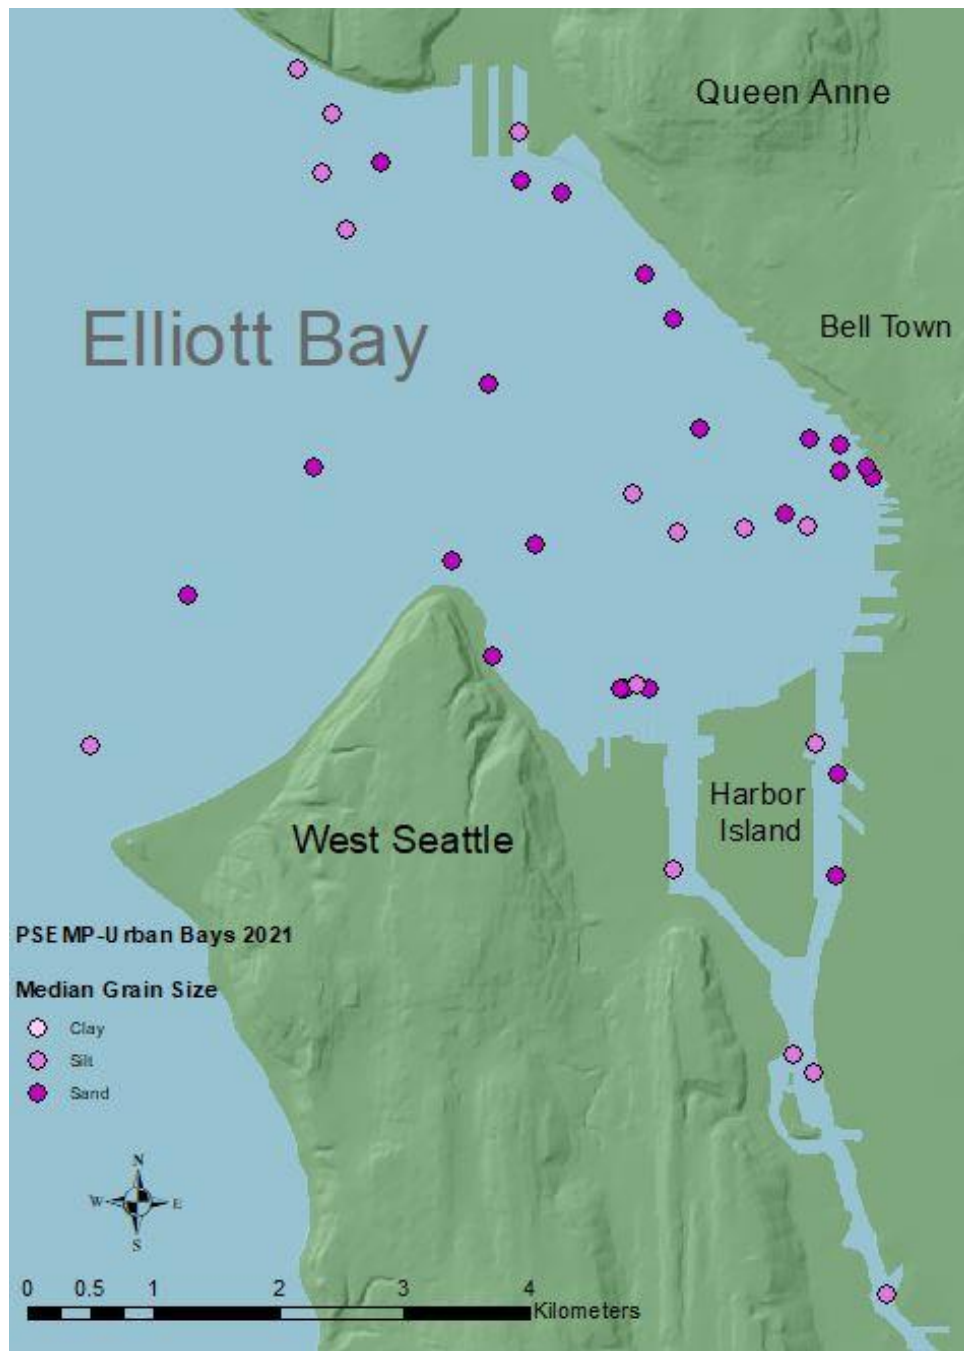 Queen Anne
Elliott Bay
Bell Town
Harbor
Island
West Seattle
PSEMP-Urban Bays 2021
Median Grain Size
Clay
Silt
Sand
N
W E
S
0 0.5 1 2 3 4
Kilometers